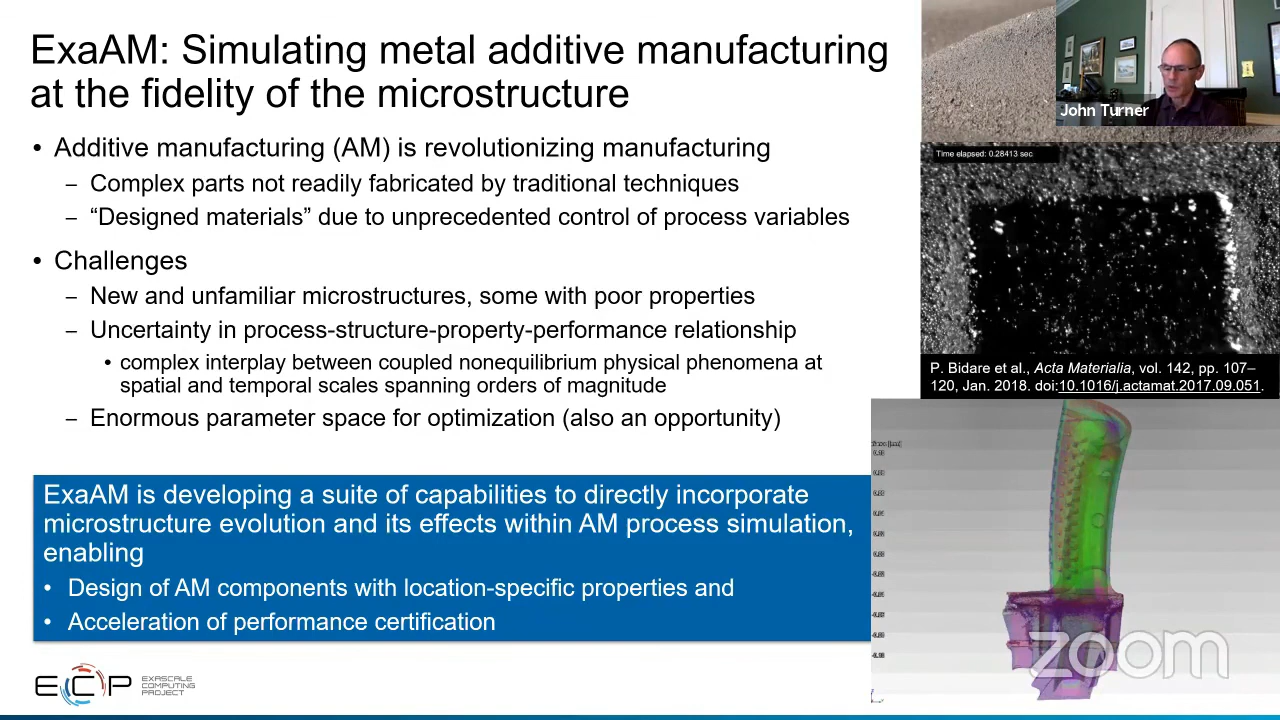 ExaAM: Simulating metal additive manufacturing
at the fidelity of the microstructure
• Additive manufacturing (AM) is revolutionizing manufacturing
– Complex parts not readily fabricated by traditional techniques
– “Designed materials” due to unprecedented control of process variables
• Challenges
– New and unfamiliar microstructures, some with poor properties
– Uncertainty in process-structure-property-performance relationship
• complex interplay between coupled nonequilibrium physical phenomena at
spatial and temporal scales spanning orders of magnitude
– Enormous parameter space for optimization (also an opportunity)
ExaAM is developing a suite of capabilities to directly incorporate
microstructure evolution and its effects within AM process simulation,
enabling
• Design of AM components with location-specific properties and
• Acceleration of performance certification
ECP
EXASCALE
COMPUTING
PROJECT
John Turner
Time elapsed: 0.28413 sec
P. Bidare et al., Acta Materialia, vol. 142, pp. 107–
120, Jan. 2018. doi:10.1016/j.actamat.2017.09.051.
zoom